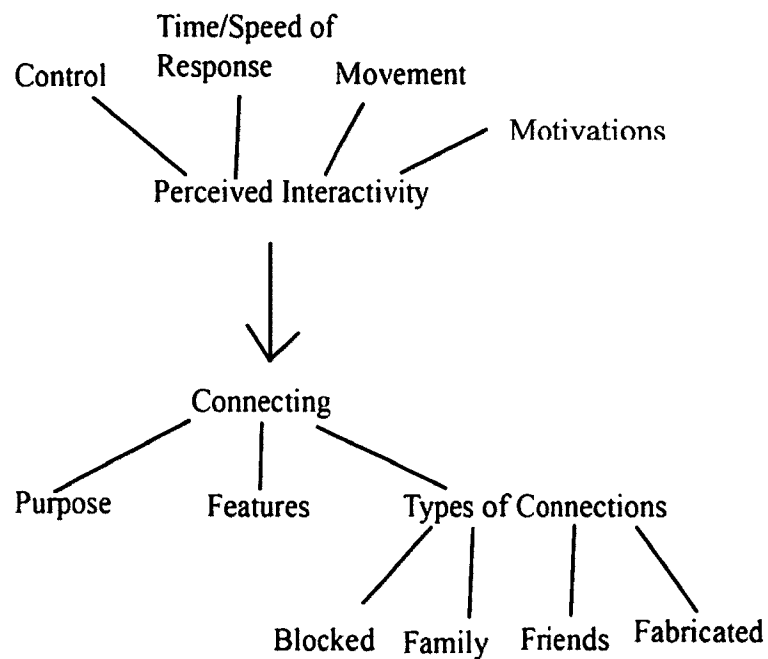 Time/Speed of
Response
Control
Movement
Motivations
Perceived Interactivity
Connecting
Purpose
Features
Types of Connections
Blocked
Family
Friends
Fabricated